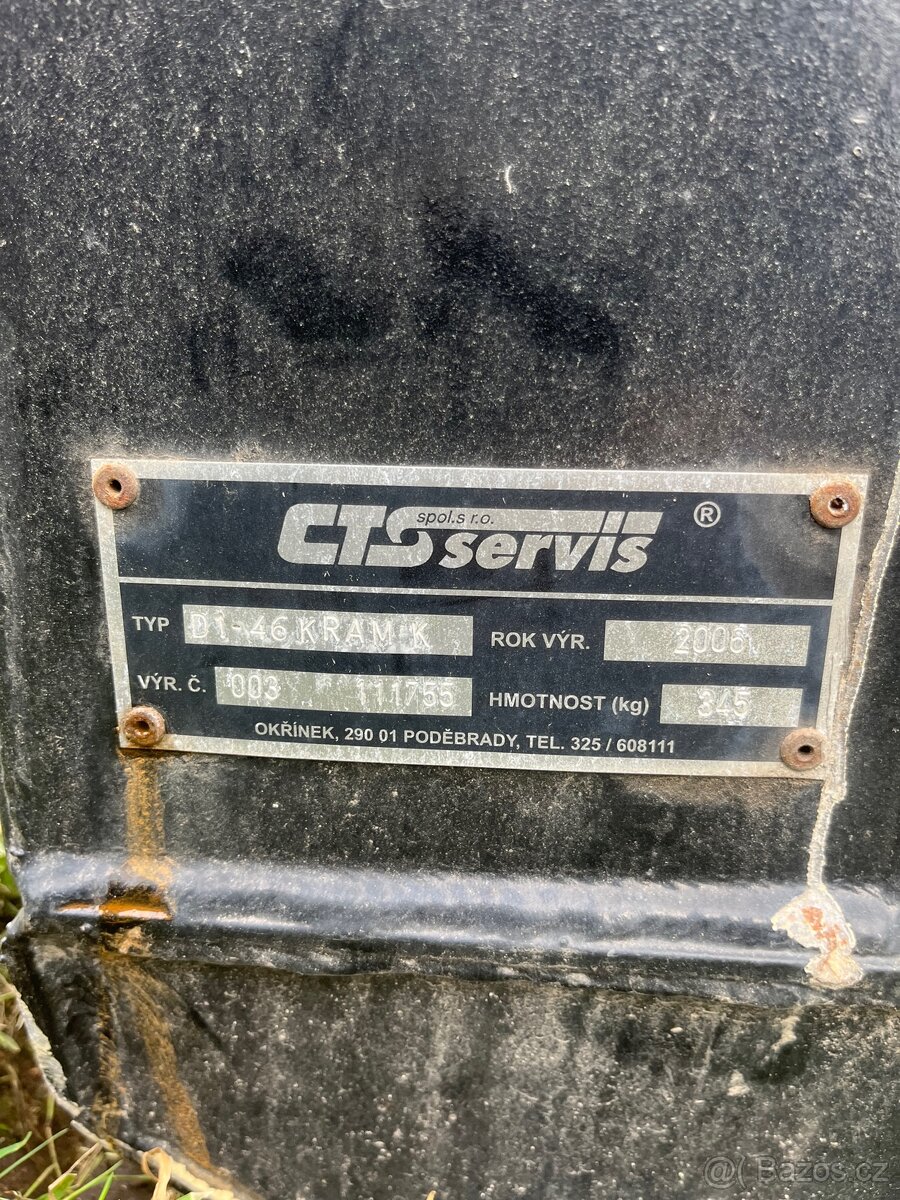 CTS servis ®
spol.s r.o.
TYP D1-46 KRAM K ROK VÝR. 2006
VÝR. Č. 003 111755 HMOTNOST (kg) 345
OKŘÍNEK, 290 01 PODĚBRADY, TEL. 325 / 608111
@( Bazos.cz